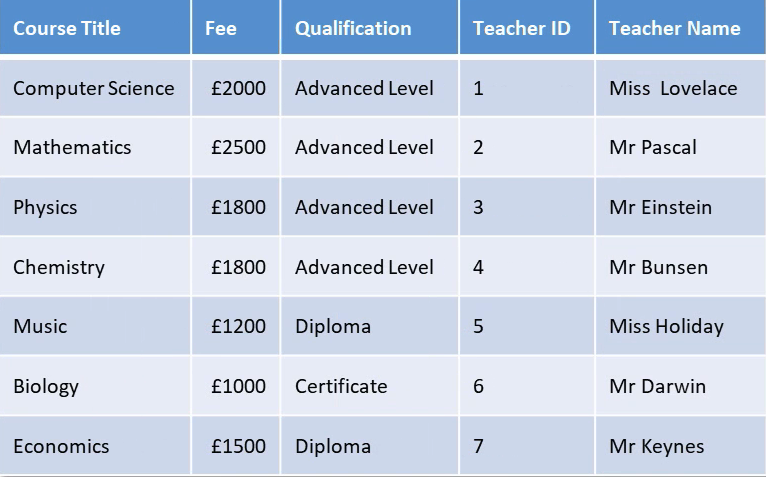 Course Title Fee Qualification Teacher ID Teacher Name
Computer Science £2000 Advanced Level 1 Miss Lovelace
Mathematics £2500 Advanced Level 2 Mr Pascal
Physics £1800 Advanced Level 3 Mr Einstein
Chemistry £1800 Advanced Level 4 Mr Bunsen
Music £1200 Diploma 5 Miss Holiday
Biology £1000 Certificate 6 Mr Darwin
Economics £1500 Diploma 7 Mr Keynes